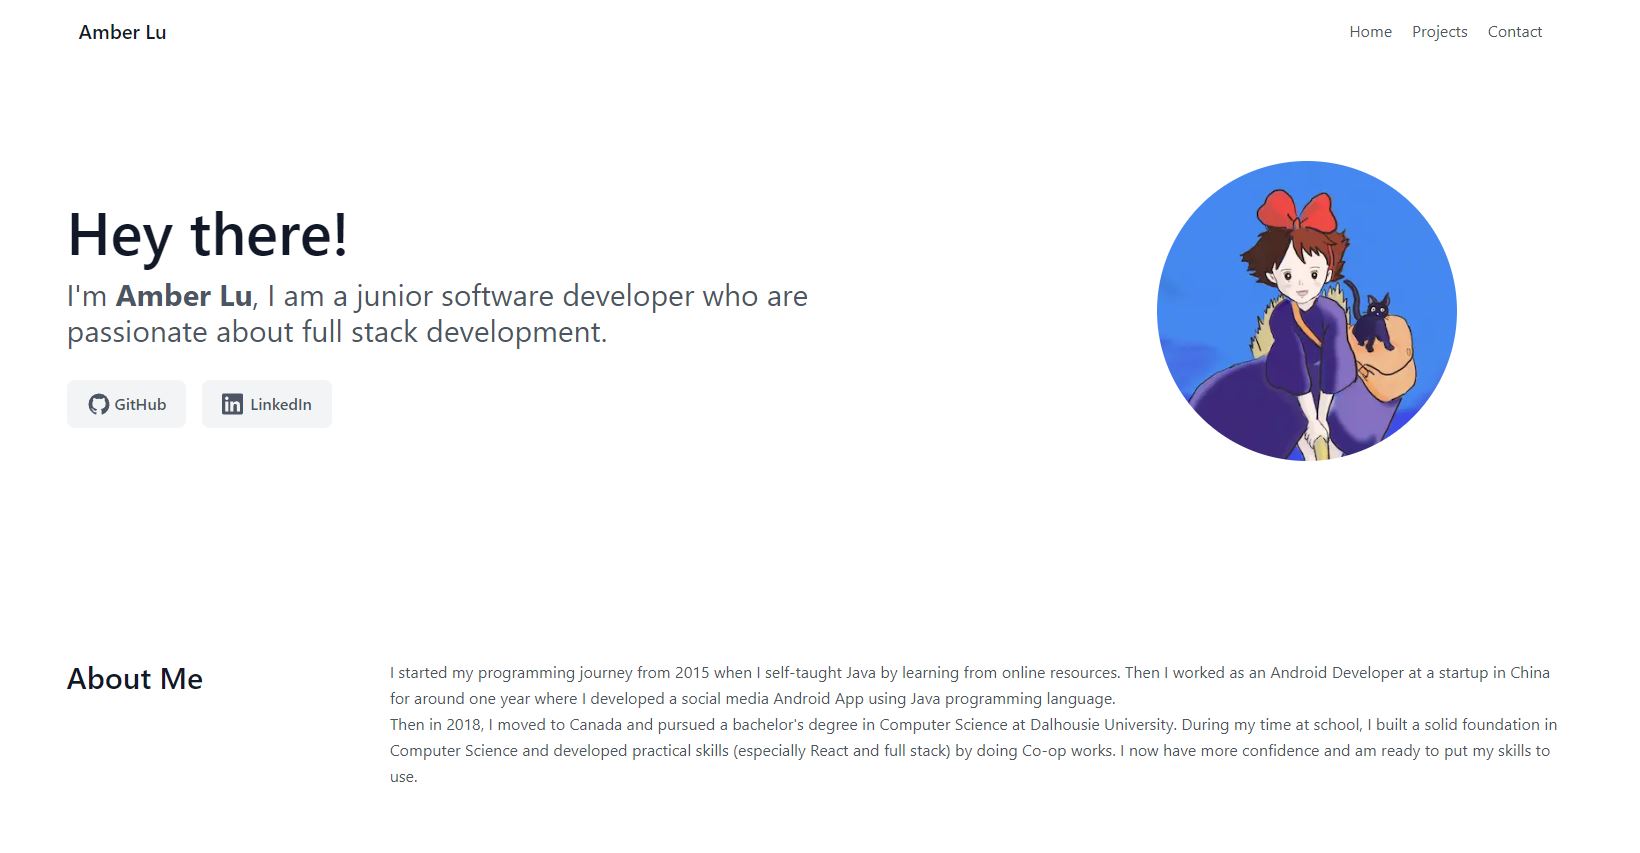 Amber Lu
Home Projects Contact
Hey there!
I'm Amber Lu, I am a junior software developer who are
passionate about full stack development.
GitHub LinkedIn
About Me
I started my programming journey from 2015 when I self-taught Java by learning from online resources. Then I worked as an Android Developer at a startup in China
for around one year where I developed a social media Android App using Java programming language.
Then in 2018, I moved to Canada and pursued a bachelor's degree in Computer Science at Dalhousie University. During my time at school, I built a solid foundation in
Computer Science and developed practical skills (especially React and full stack) by doing Co-op works. I now have more confidence and am ready to put my skills to
use.